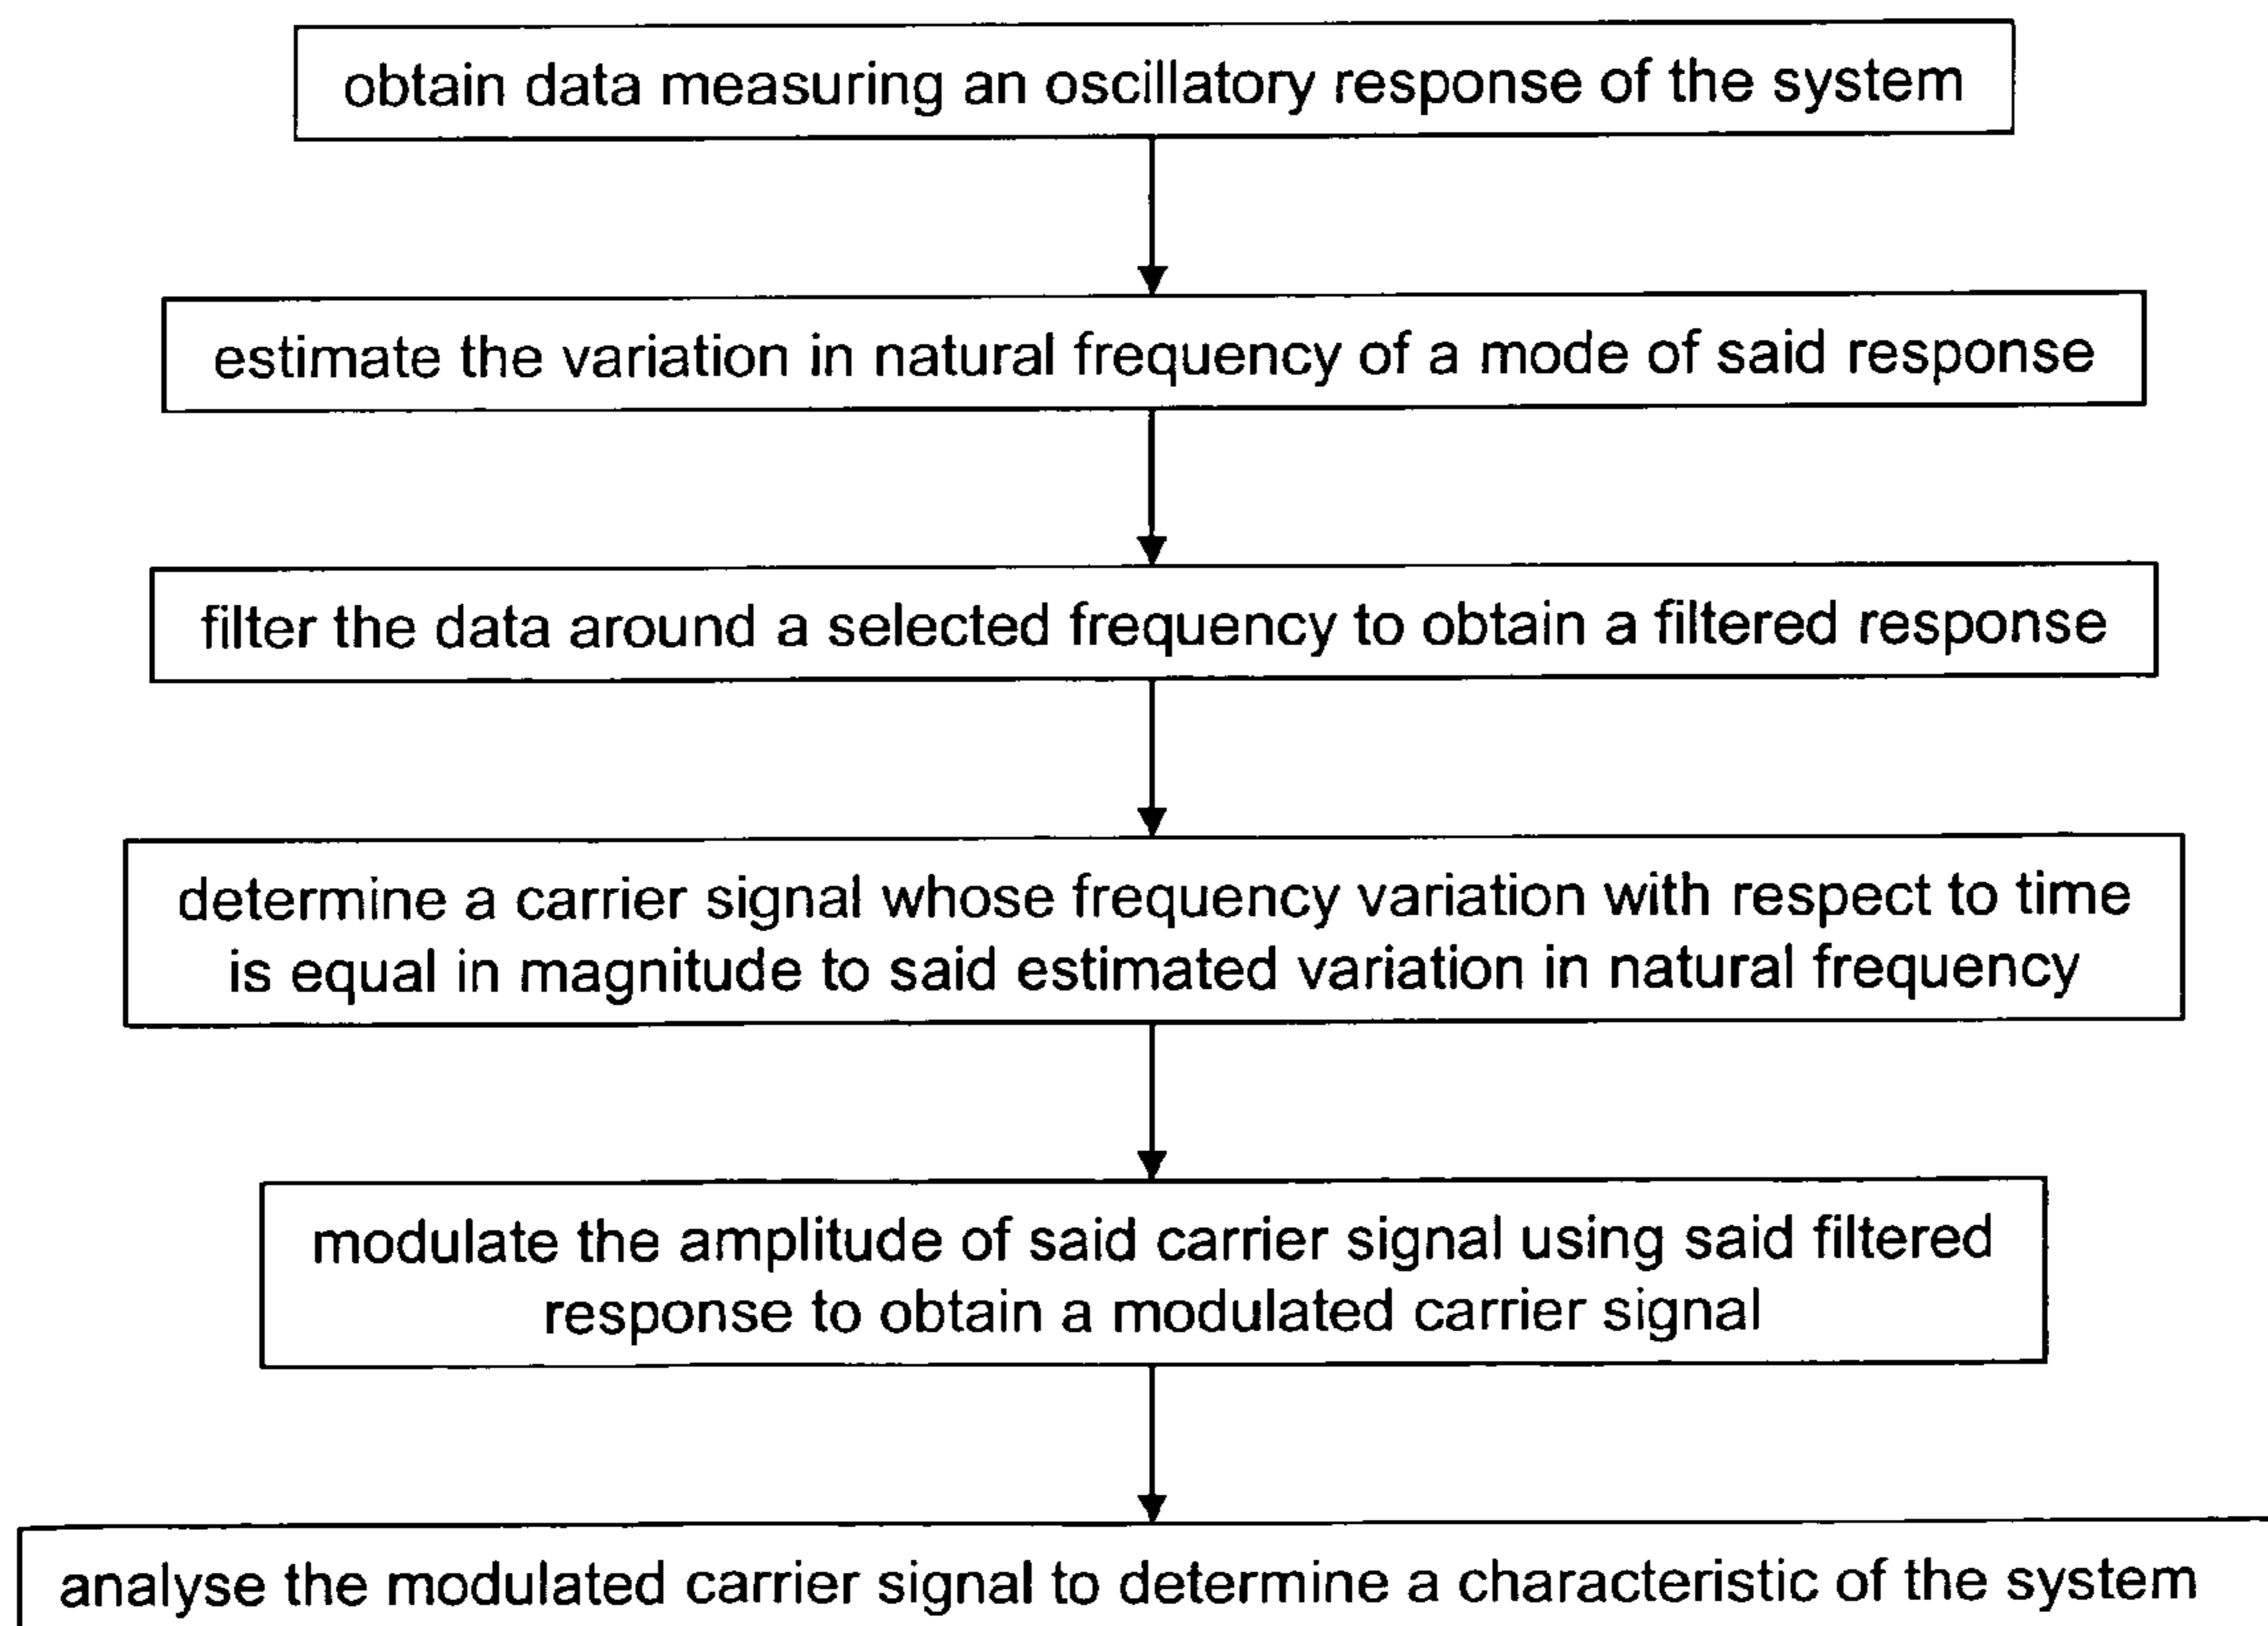 obtain data measuring an oscillatory response of the system
estimate the variation in natural frequency of a mode of said response
filter the data around a selected frequency to obtain a filtered response
determine a carrier signal whose frequency variation with respect to time
is equal in magnitude to said estimated variation in natural frequency
modulate the amplitude of said carrier signal using said filtered
response to obtain a modulated carrier signal
analyse the modulated carrier signal to determine a characteristic of the system